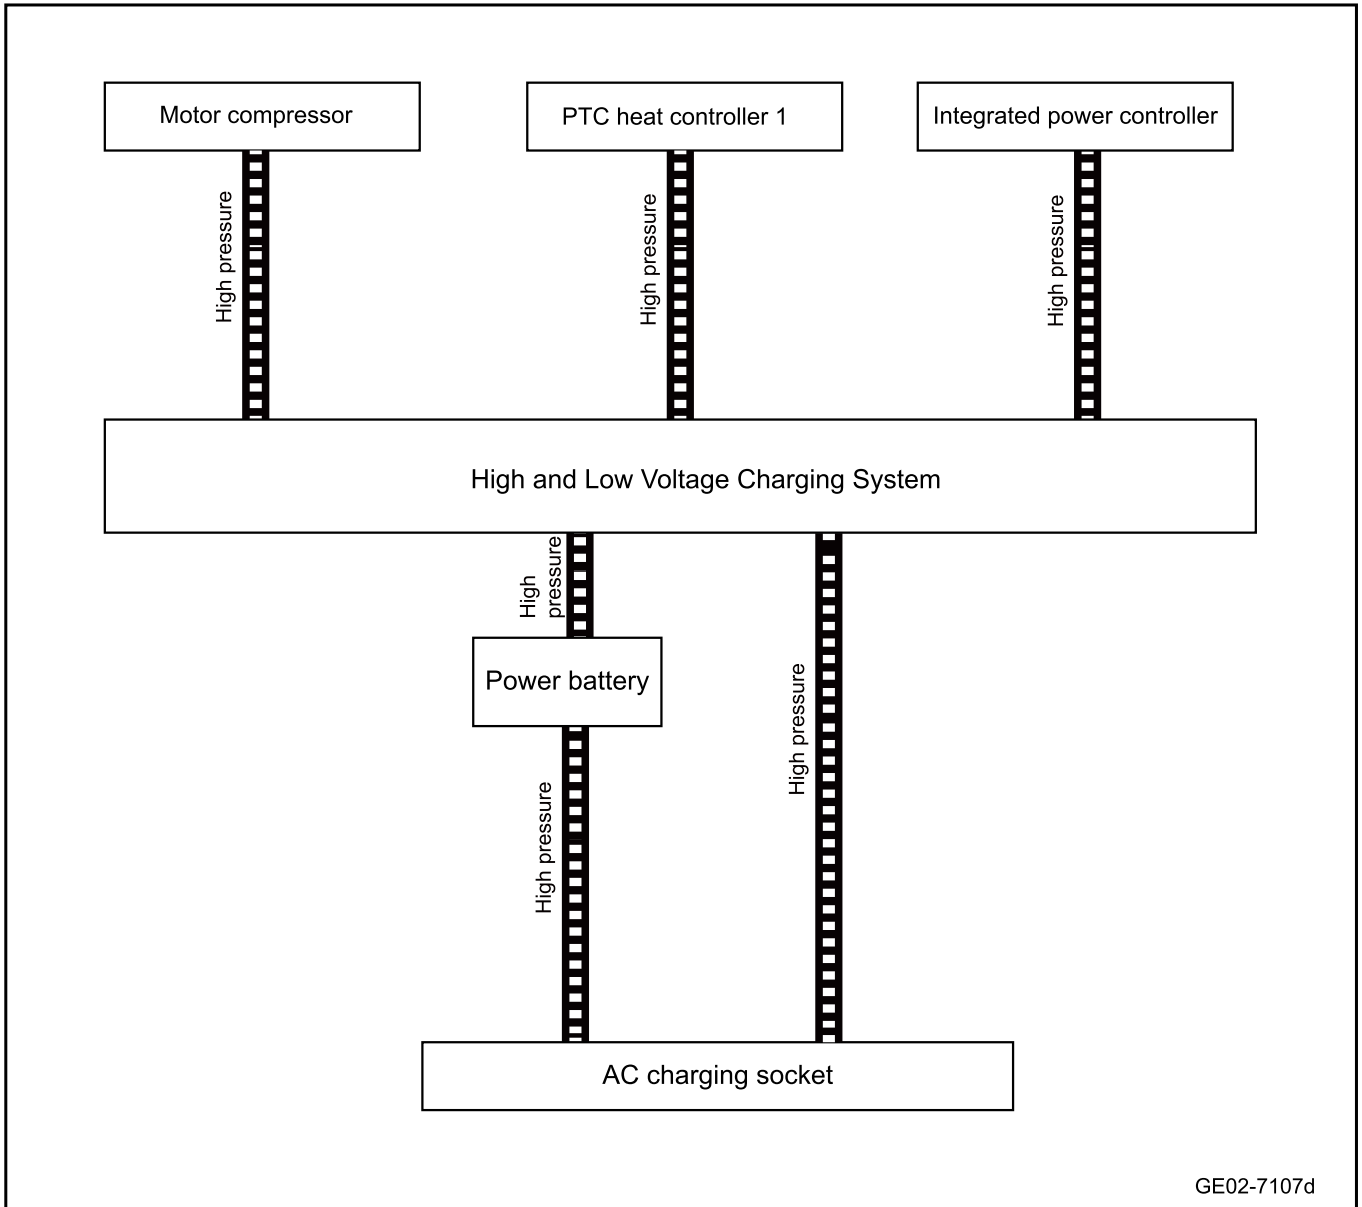 Motor compressor
PTC heat controller 1
Integrated power controller
High pressure
High pressure
High pressure
High and Low Voltage Charging System
High
pressure
Power battery
High pressure
High pressure
AC charging socket
GE02-7107d